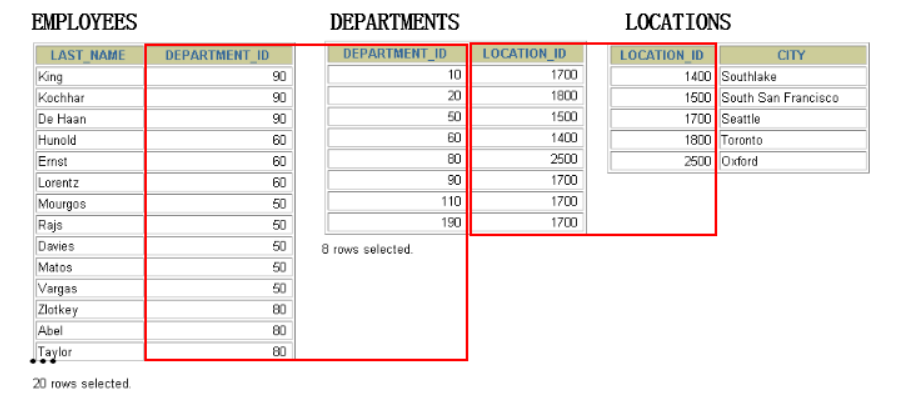 EMPLOYEES DEPARTMENTS LOCATIONS
LAST_NAME DEPARTMENT_ID
King 90
Kochhar 90
De Haan 90
Hunold 60
Ernst 60
Lorentz 60
Mourgos 50
Rajs 50
Davies 50
Matos 50
Vargas 50
Zlotkey 80
Abel 80
Taylor 80
...
20 rows selected.
DEPARTMENT_ID LOCATION_ID
10 1700
20 1800
50 1500
60 1400
80 2500
90 1700
110 1700
190 1700
8 rows selected.
LOCATION_ID CITY
1400 Southlake
1500 South San Francisco
1700 Seattle
1800 Toronto
2500 Oxford